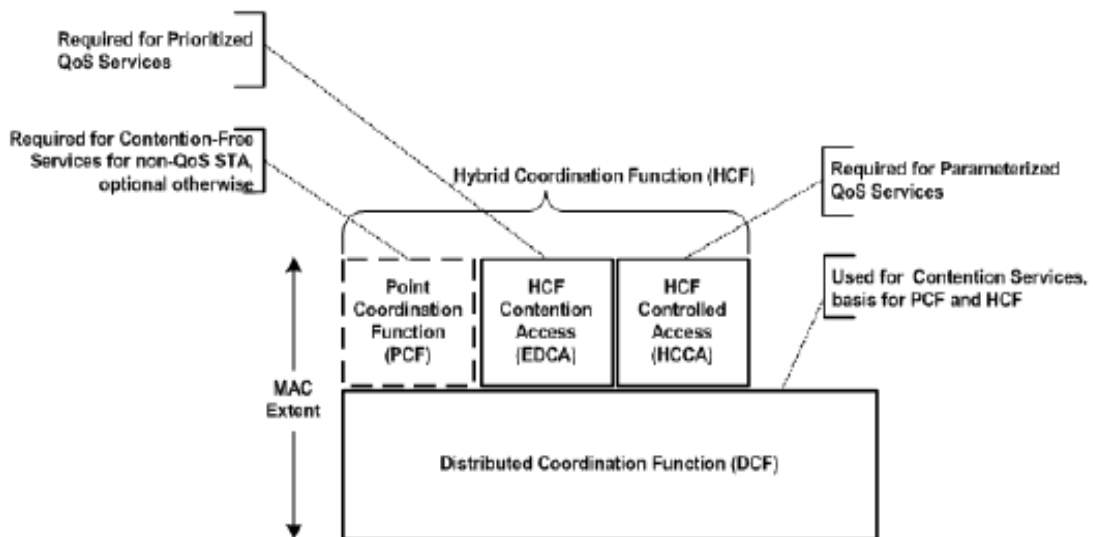 Required for Prioritized
QoS Services
Required for Contention-Free
Services for non-QoS STA,
optional otherwise
Hybrid Coordination Function (HCF)
Required for Parameterized
QoS Services
Used for Contention Services,
basis for PCF and HCF
Point
Coordination
Function
(PCF)
HCF
Contention
Access
(EDCA)
HCF
Controlled
Access
(HCCA)
MAC
Extent
Distributed Coordination Function (DCF)